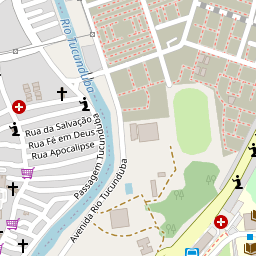 Rio Tucunduba
Rua da Salvação
Rua Fé em Deus
Rua Apocalipse
Passagem Tucunduba
Avenida Rio Tucunduba